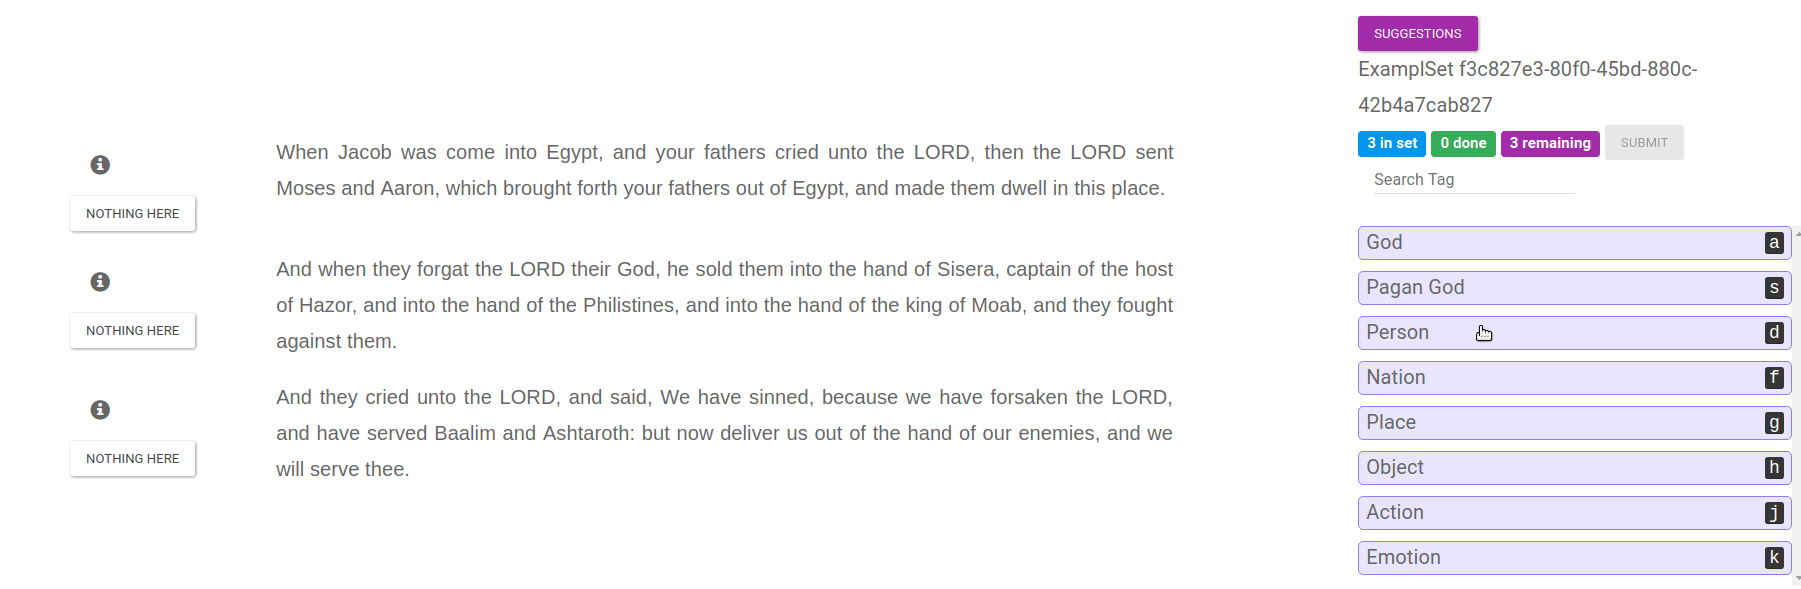 SUGGESTIONS
ExamplSet f3c827e3-80f0-45bd-880c-
42b4a7cab827
3 in set 0 done 3 remaining SUBMIT
Search Tag
When Jacob was come into Egypt, and your fathers cried unto the LORD, then the LORD sent
Moses and Aaron, which brought forth your fathers out of Egypt, and made them dwell in this place.
NOTHING HERE
And when they forgat the LORD their God, he sold them into the hand of Sisera, captain of the host
of Hazor, and into the hand of the Philistines, and into the hand of the king of Moab, and they fought
against them.
NOTHING HERE
And they cried unto the LORD, and said, We have sinned, because we have forsaken the LORD,
and have served Baalim and Ashtaroth: but now deliver us out of the hand of our enemies, and we
will serve thee.
NOTHING HERE
God a
Pagan God s
Person d
Nation f
Place g
Object h
Action j
Emotion k